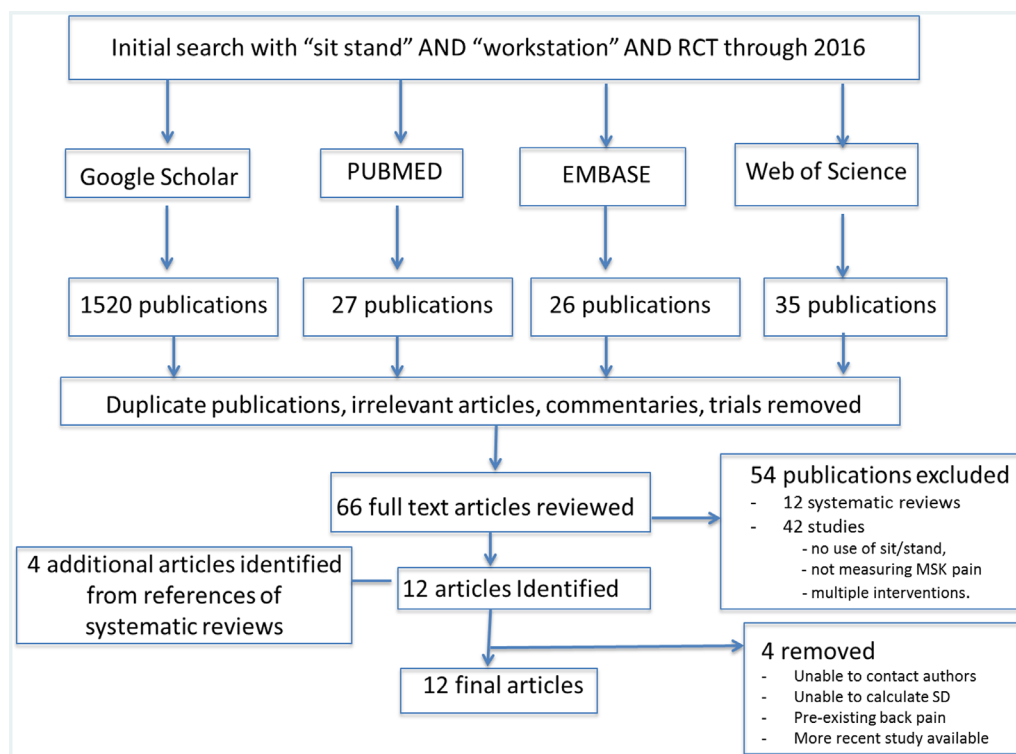 Initial search with “sit stand” AND “workstation” AND RCT through 2016
Google Scholar
PUBMED
EMBASE
Web of Science
1520 publications
27 publications
26 publications
35 publications
Duplicate publications, irrelevant articles, commentaries, trials removed
66 full text articles reviewed
54 publications excluded
- 12 systematic reviews
- 42 studies
- no use of sit/stand,
- not measuring MSK pain
- multiple interventions.
4 additional articles identified
from references of
systematic reviews
12 articles Identified
4 removed
- Unable to contact authors
- Unable to calculate SD
- Pre-existing back pain
- More recent study available
12 final articles